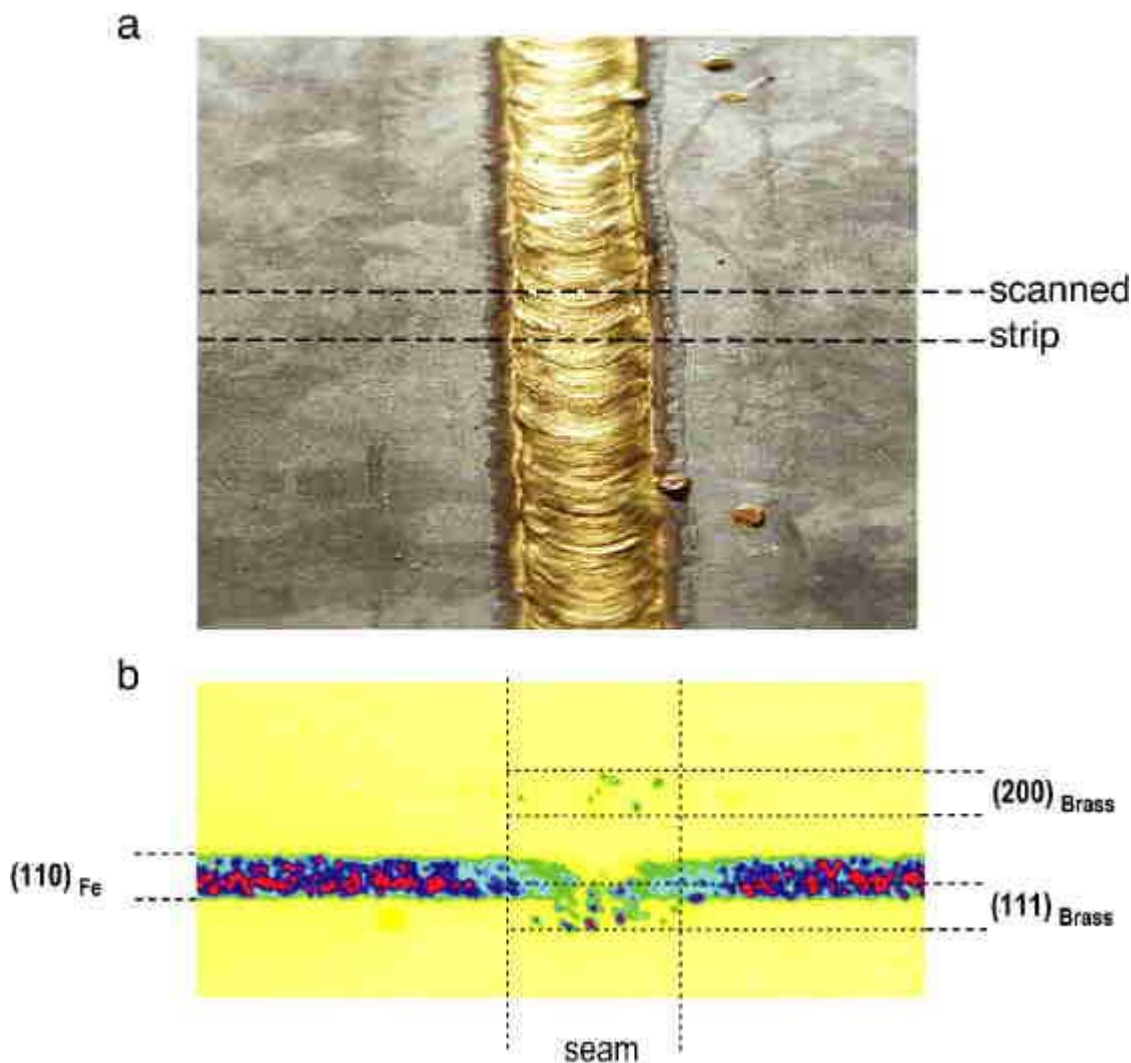 a
scanned
strip
b
(200) Brass
(110) Fe
(111) Brass
seam